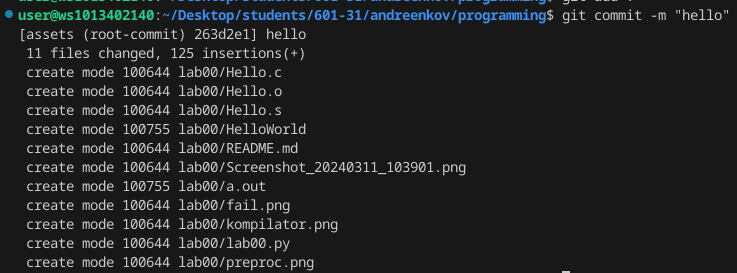 user@ws1013402140:~/Desktop/students/601-31/andreenkov/programming$ git commit -m "hello"
[assets (root-commit) 263d2e1] hello
 11 files changed, 125 insertions(+)
 create mode 100644 lab00/Hello.c
 create mode 100644 lab00/Hello.o
 create mode 100644 lab00/Hello.s
 create mode 100755 lab00/HelloWorld
 create mode 100644 lab00/README.md
 create mode 100644 lab00/Screenshot_20240311_103901.png
 create mode 100755 lab00/a.out
 create mode 100644 lab00/fail.png
 create mode 100644 lab00/kompilator.png
 create mode 100644 lab00/lab00.py
 create mode 100644 lab00/preproc.png